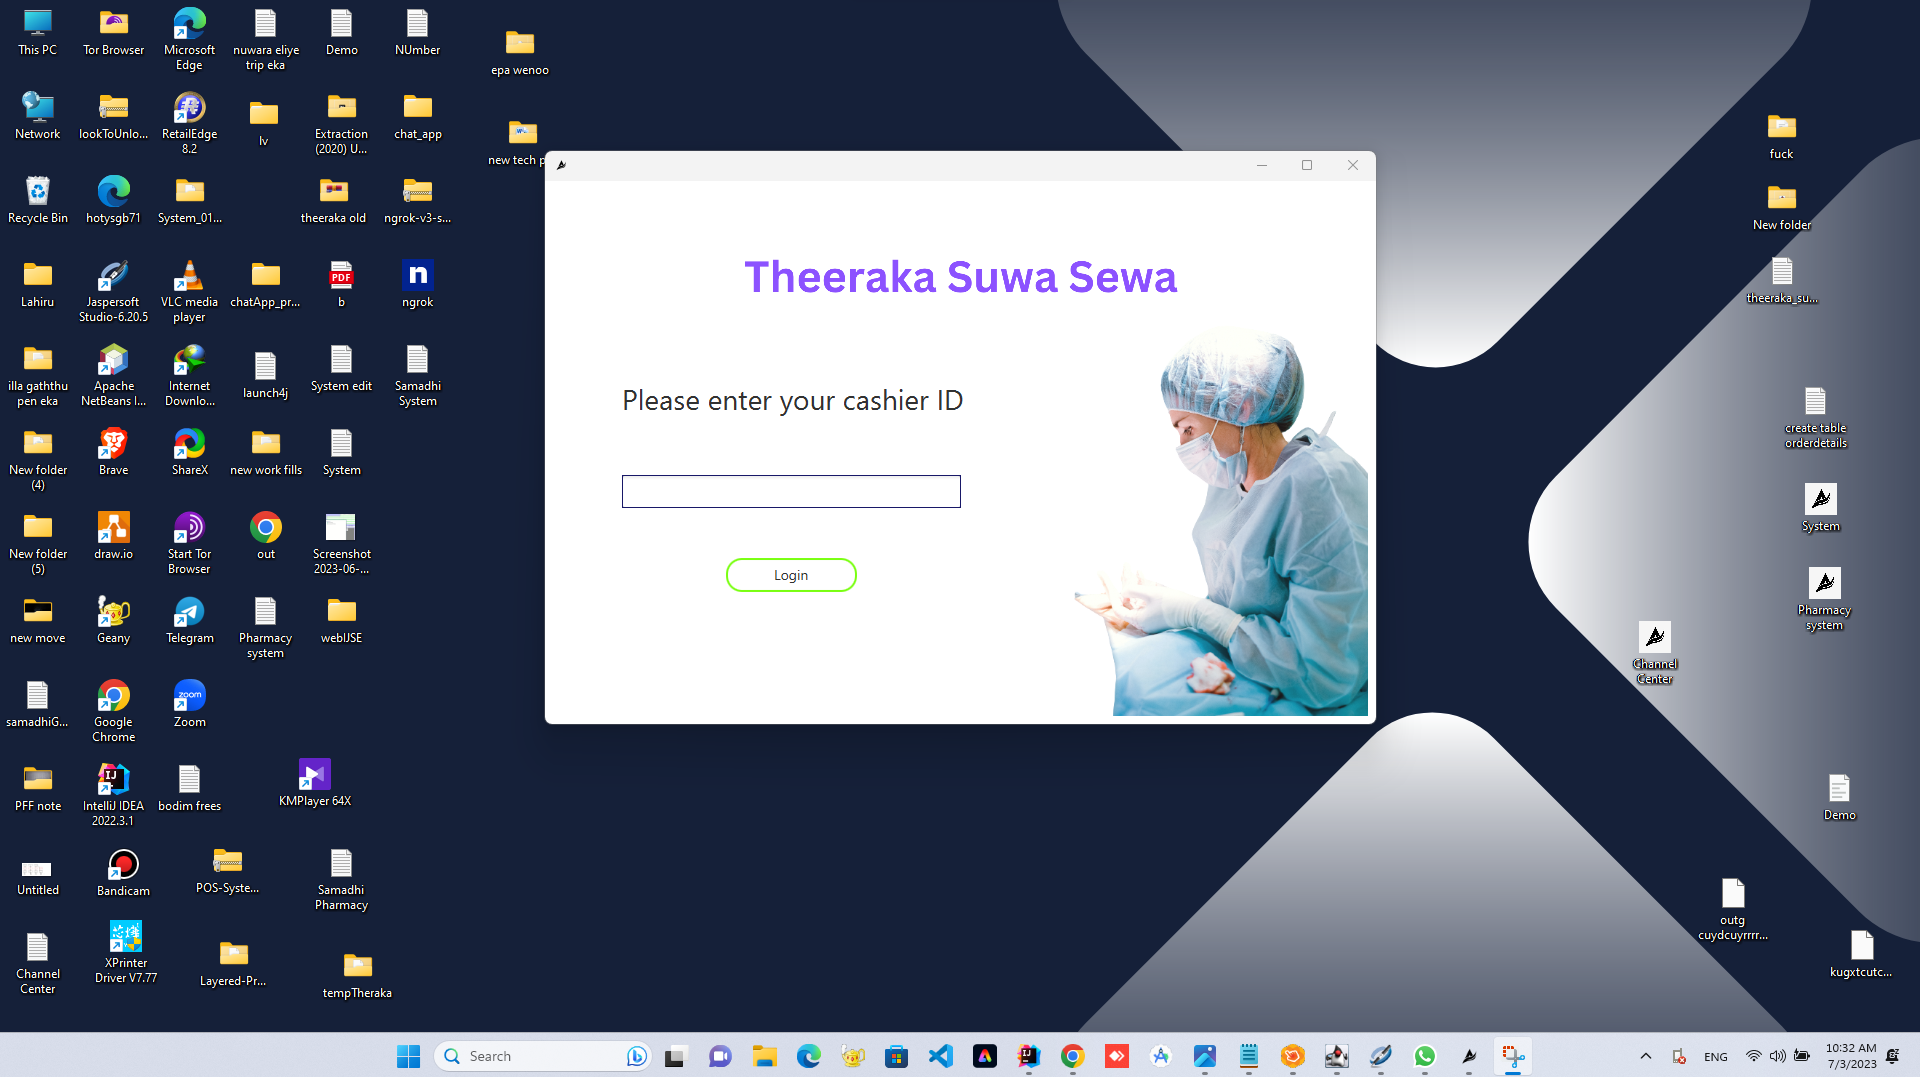 This PC
Tor Browser
Microsoft
Edge
nuwara eliye
trip eka
Demo
NUmber
epa wenoo
Network
lookToUnlo...
RetailEdge
8.2
lv
Extraction
(2020) U...
chat_app
new tech p
Recycle Bin
hotysgb71
System_01...
theeraka old
ngrok-v3-s...
Lahiru
Jaspersoft
Studio-6.20.5
VLC media
player
chatApp_pr...
PDF
b
n
ngrok
illa gaththu
pen eka
Apache
NetBeans I...
Internet
Downlo...
launch4j
System edit
Samadhi
System
New folder
(4)
Brave
ShareX
new work fills
System
New folder
(5)
draw.io
Start Tor
Browser
out
Screenshot
2023-06-...
new move
Geany
Telegram
Pharmacy
system
webIJSE
samadhiG...
Google
Chrome
zoom
Zoom
PFF note
IJ
IntelliJ IDEA
2022.3.1
bodim frees
KMPlayer 64X
Untitled
Bandicam
POS-Syste...
Samadhi
Pharmacy
Channel
Center
芯烨
XPrinter
Driver V7.77
Layered-Pr...
tempTheraka
Theeraka Suwa Sewa
Please enter your cashier ID
Login
fuck
New folder
theeraka_su...
create table
orderdetails
System
Pharmacy
system
Channel
Center
Demo
outg
cuydcuyrrrr...
kugxtcutc...
Search
ENG
10:32 AM
7/3/2023